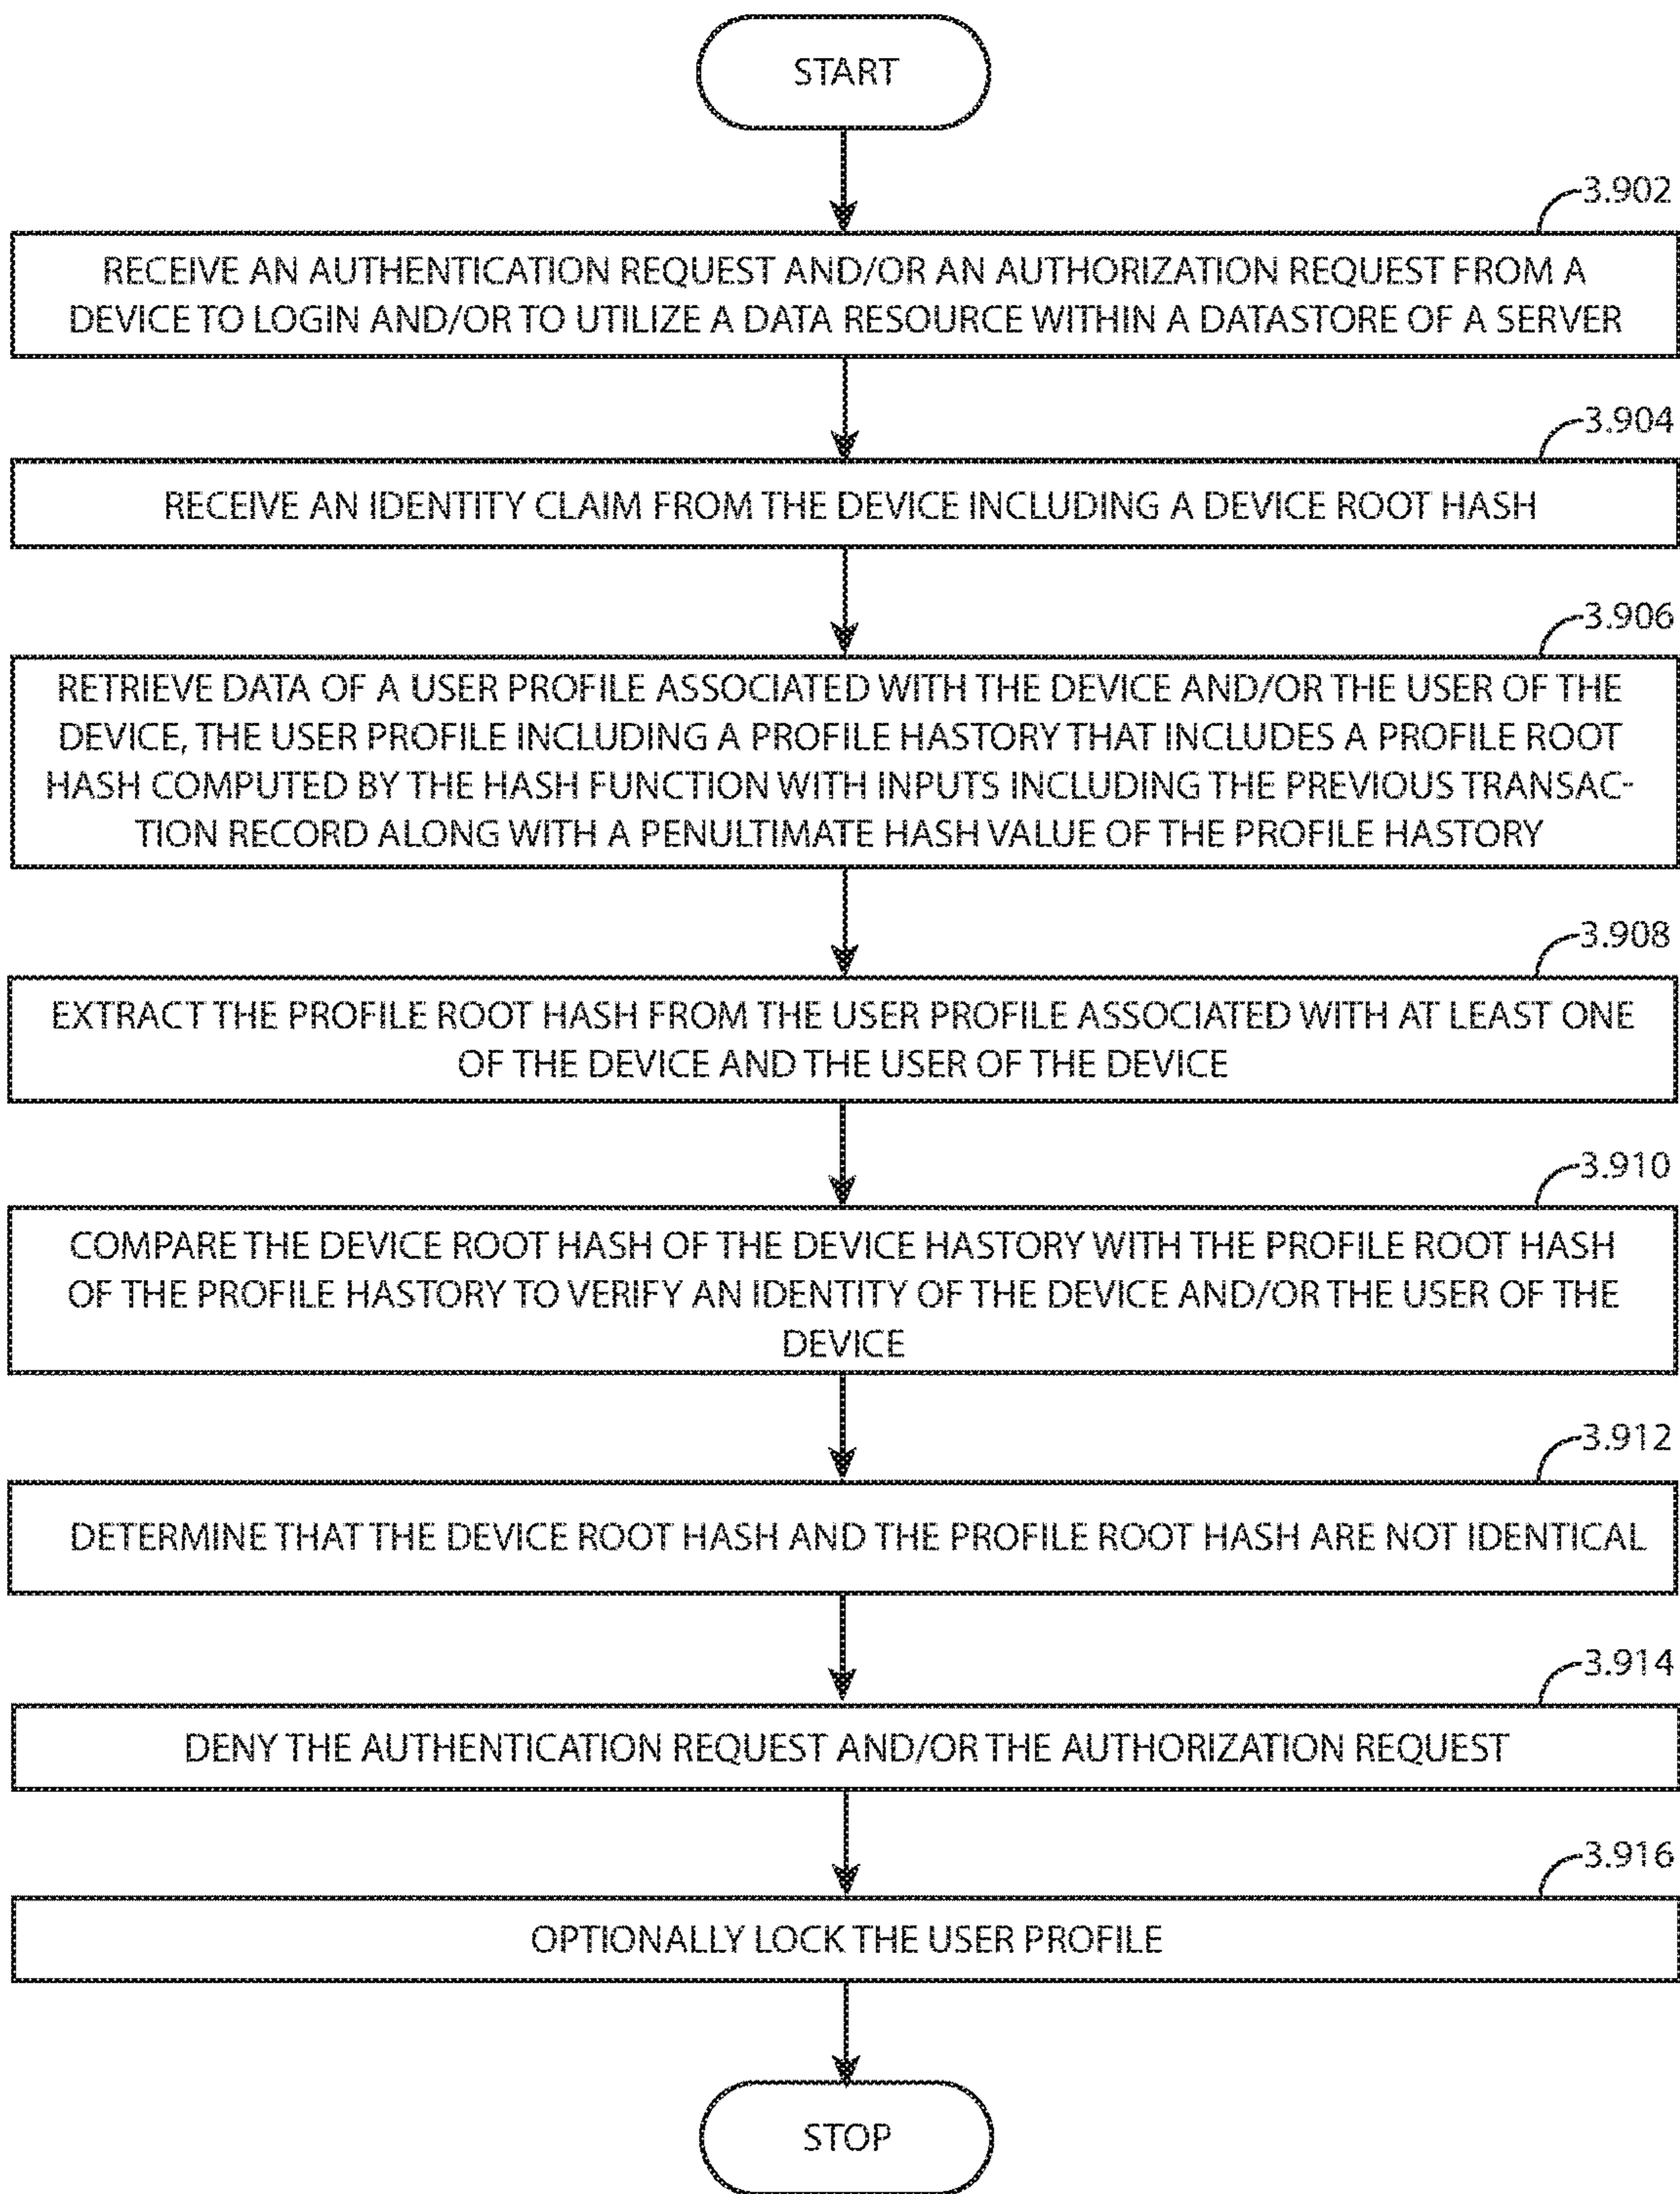 START
3.902
RECEIVE AN AUTHENTICATION REQUEST AND/OR AN AUTHORIZATION REQUEST FROM A
DEVICE TO LOGIN AND/OR TO UTILIZE A DATA RESOURCE WITHIN A DATASTORE OF A SERVER
3.904
RECEIVE AN IDENTITY CLAIM FROM THE DEVICE INCLUDING A DEVICE ROOT HASH
3.906
RETRIEVE DATA OF A USER PROFILE ASSOCIATED WITH THE DEVICE AND/OR THE USER OF THE
DEVICE, THE USER PROFILE INCLUDING A PROFILE HASTORY THAT INCLUDES A PROFILE ROOT
HASH COMPUTED BY THE HASH FUNCTION WITH INPUTS INCLUDING THE PREVIOUS TRANSAC-
TION RECORD ALONG WITH A PENULTIMATE HASH VALUE OF THE PROFILE HASTORY
3.908
EXTRACT THE PROFILE ROOT HASH FROM THE USER PROFILE ASSOCIATED WITH AT LEAST ONE
OF THE DEVICE AND THE USER OF THE DEVICE
3.910
COMPARE THE DEVICE ROOT HASH OF THE DEVICE HASTORY WITH THE PROFILE ROOT HASH
OF THE PROFILE HASTORY TO VERIFY AN IDENTITY OF THE DEVICE AND/OR THE USER OF THE
DEVICE
3.912
DETERMINE THAT THE DEVICE ROOT HASH AND THE PROFILE ROOT HASH ARE NOT IDENTICAL
3.914
DENY THE AUTHENTICATION REQUEST AND/OR THE AUTHORIZATION REQUEST
3.916
OPTIONALLY LOCK THE USER PROFILE
STOP